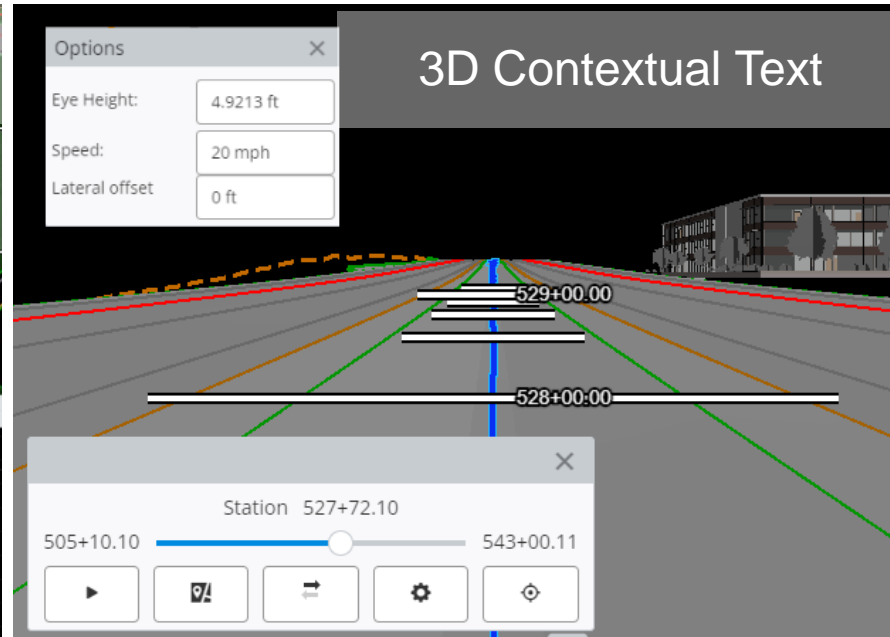 Options
3D Contextual Text
Eye Height: 4.9213 ft
Speed: 20 mph
Lateral offset 0 ft
529+00.00
528+00.00
Station 527+72.10
505+10.10 543+00.11